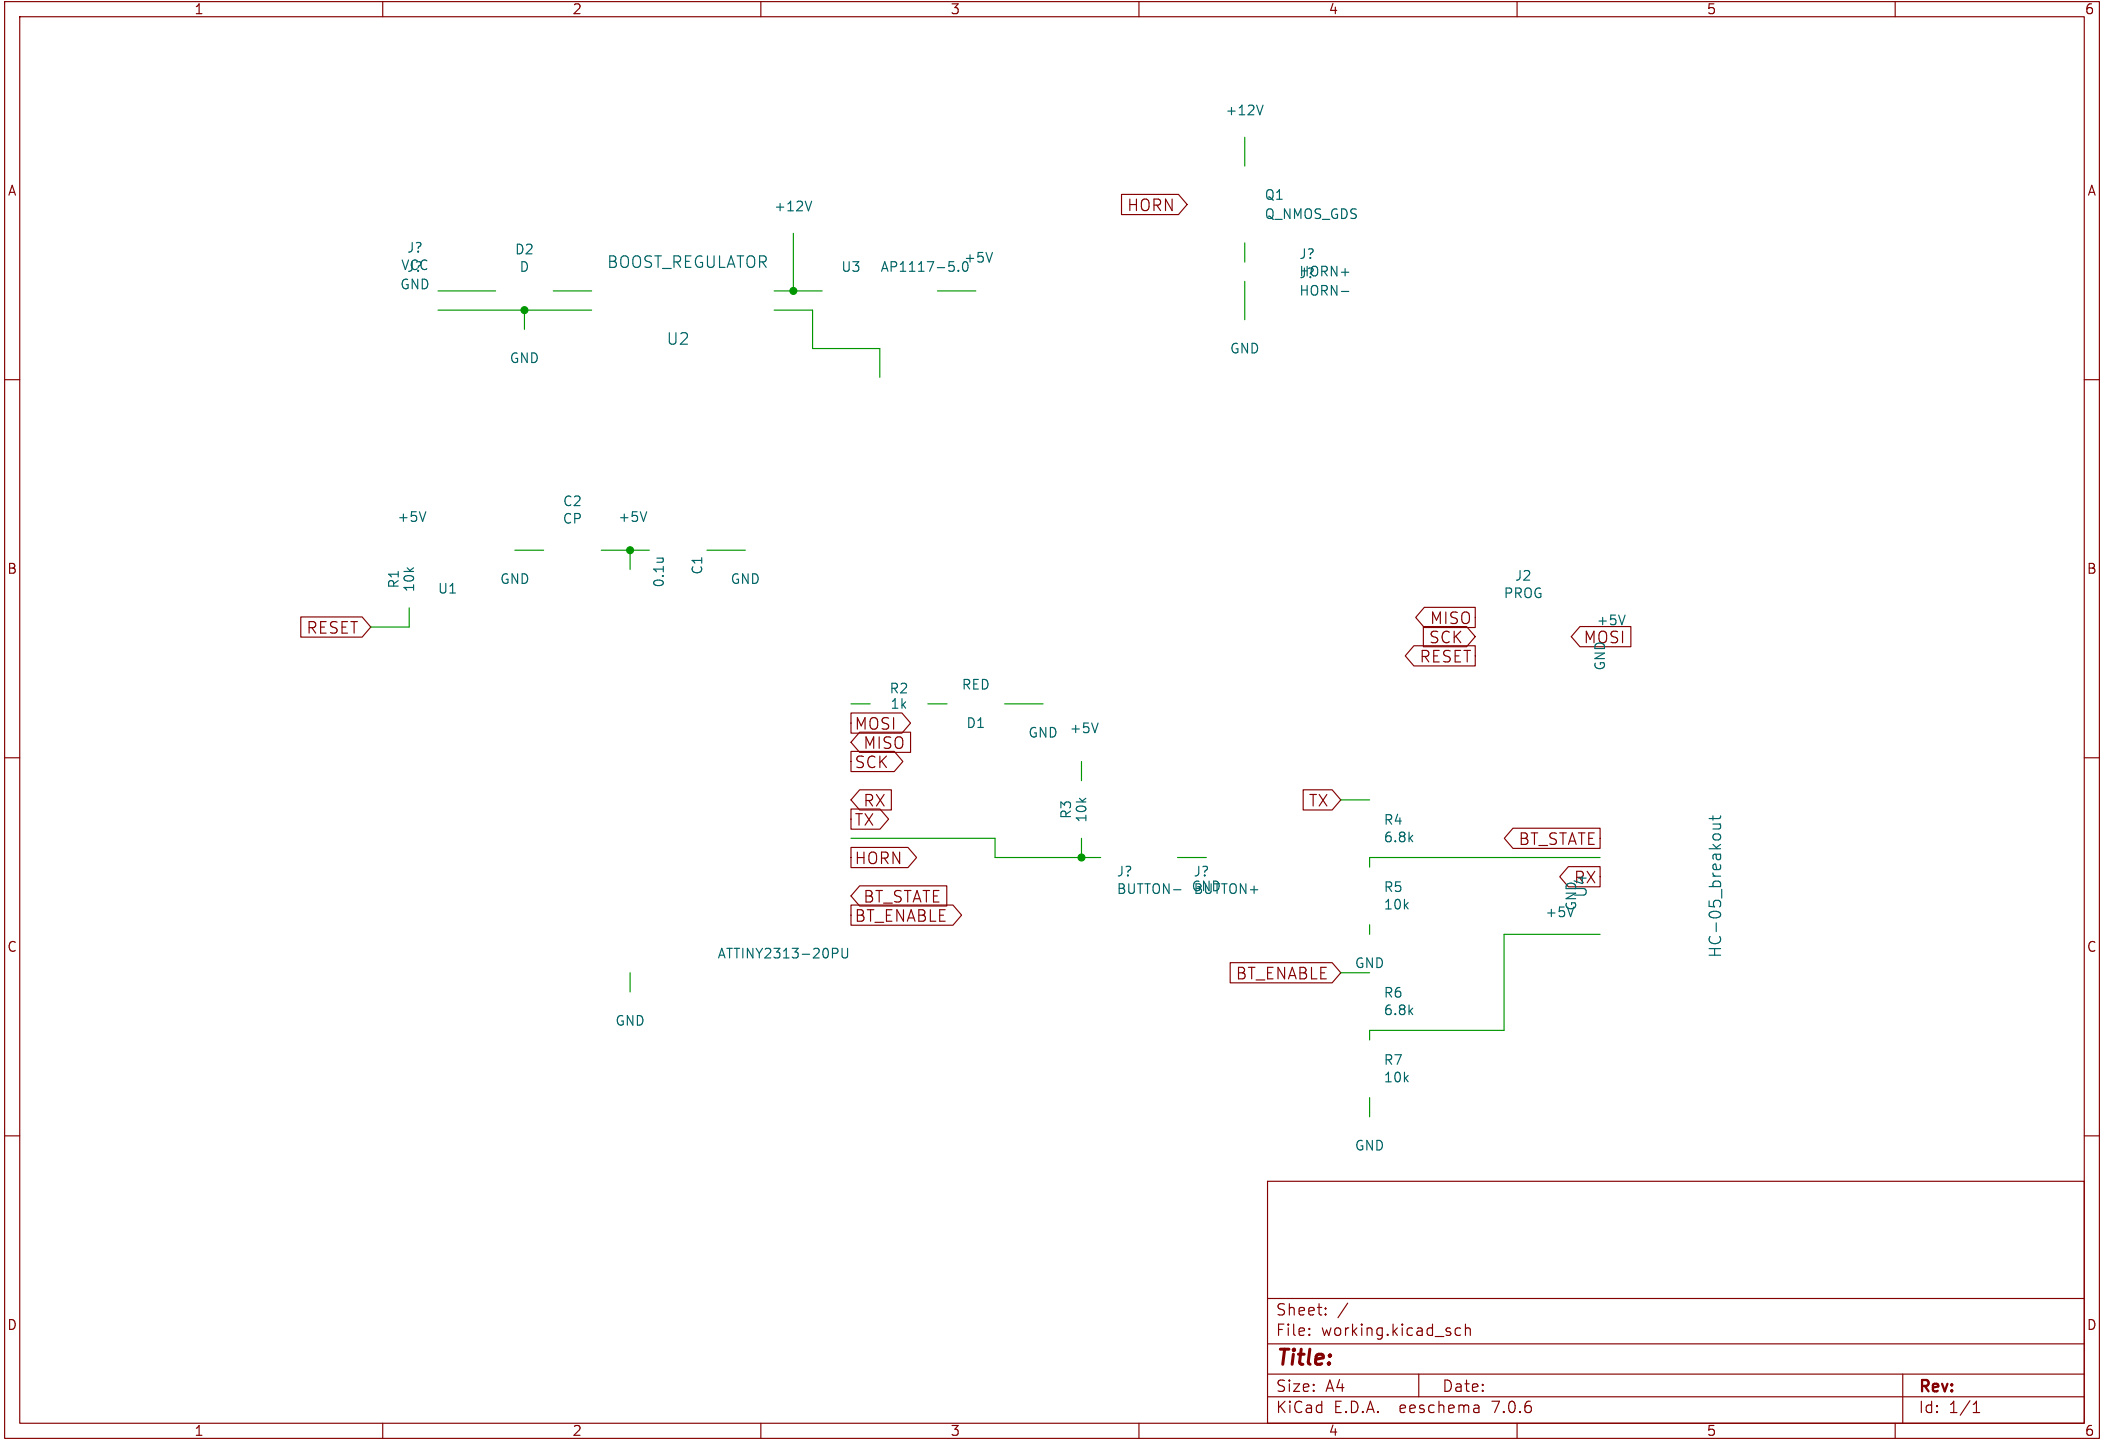 1 2 3 4 5 6
+12V
A A
Q1
HORN
Q_NMOS_GDS
+12V
J?
VCC
J?
GND
D2
D
BOOST_REGULATOR
U3
AP1117-5.0
+5V
J?
HORN+
J?
HORN-
U2
GND
GND
C2
CP
+5V
+5V
B B
R1
10k
U1
GND
0.1u
C1
GND
RESET
J2
PROG
MISO
SCK
RESET
+5V
MOSI
GND
R2
1k
RED
D1
GND
MOSI
MISO
SCK
+5V
RX
TX
HORN
BT_STATE
BT_ENABLE
R3
10k
J?
BUTTON-
J?
BUTTON+
GND
TX
R4
6.8k
BT_STATE
RX
R5
10k
GND
U4
+5V
HC-05_breakout
C C
ATTINY2313-20PU
GND
GND
BT_ENABLE
R6
6.8k
R7
10k
GND
D D
Sheet: /
File: working.kicad_sch
Title:
Size: A4
Date:
Rev:
KiCad E.D.A. eeschema 7.0.6
Id: 1/1
1 2 3 4 5 6